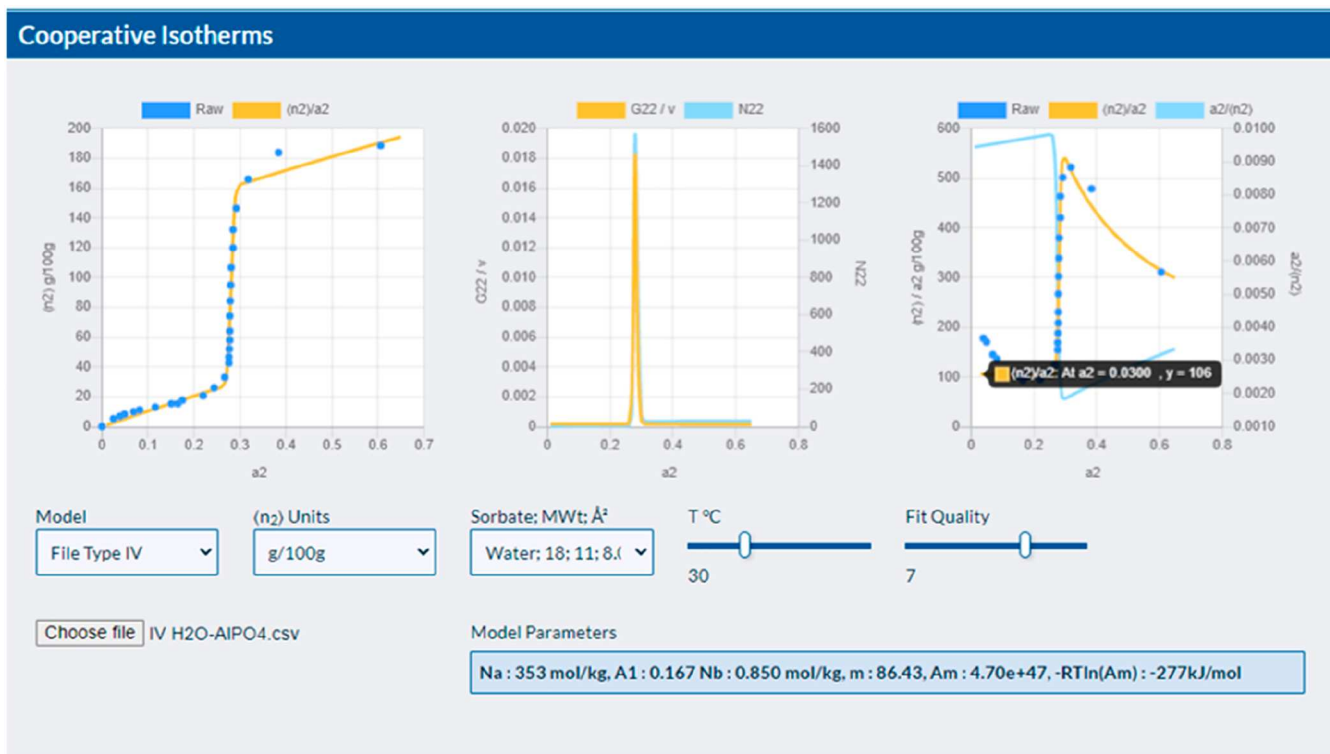 Cooperative Isotherms
Raw (n2)/a2
200
180
160
140
120
100
80
60
40
20
0
0 0.1 0.2 0.3 0.4 0.5 0.6 0.7
(n2) g/100g
a2
G22 / v N22
0.020
0.018
0.016
0.014
0.012
0.010
0.008
0.006
0.004
0.002
0
0 0.2 0.4 0.6 0.8
1600
1400
1200
1000
800
600
400
200
0
G22 / v
N22
a2
Raw (n2)/a2 a2/(n2)
600
500
400
300
200
100
0
0 0.2 0.4 0.6 0.8
0.0100
0.0090
0.0080
0.0070
0.0060
0.0050
0.0040
0.0030
0.0020
0.0010
(n2) / a2 g/100g
a2/(n2)
a2
(n2)/a2: At a2 = 0.0300 , y = 106
Model (n₂) Units Sorbate; MWt; Å² T °C Fit Quality
File Type IV g/100g Water; 18; 11; 8.(
30 7
Choose file IV H2O-AlPO4.csv
Model Parameters
Na : 353 mol/kg, A1 : 0.167 Nb : 0.850 mol/kg, m : 86.43, Am : 4.70e+47, -RTln(Am) : -277kJ/mol